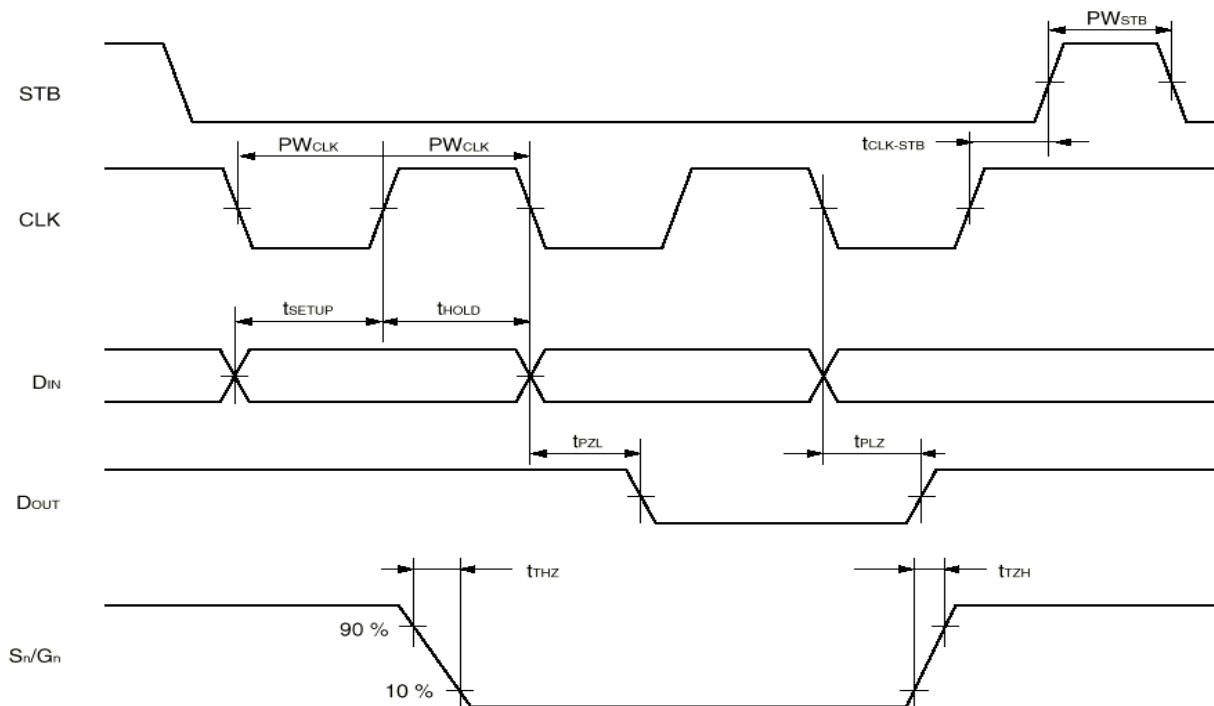 PWSTB
STB
PWCLK PWCLK
tCLK-STB
CLK
tSETUP tHOLD
DIN
tPZL tPLZ
DOUT
tTHZ tTZH
90 %
Sn/Gn
10 %